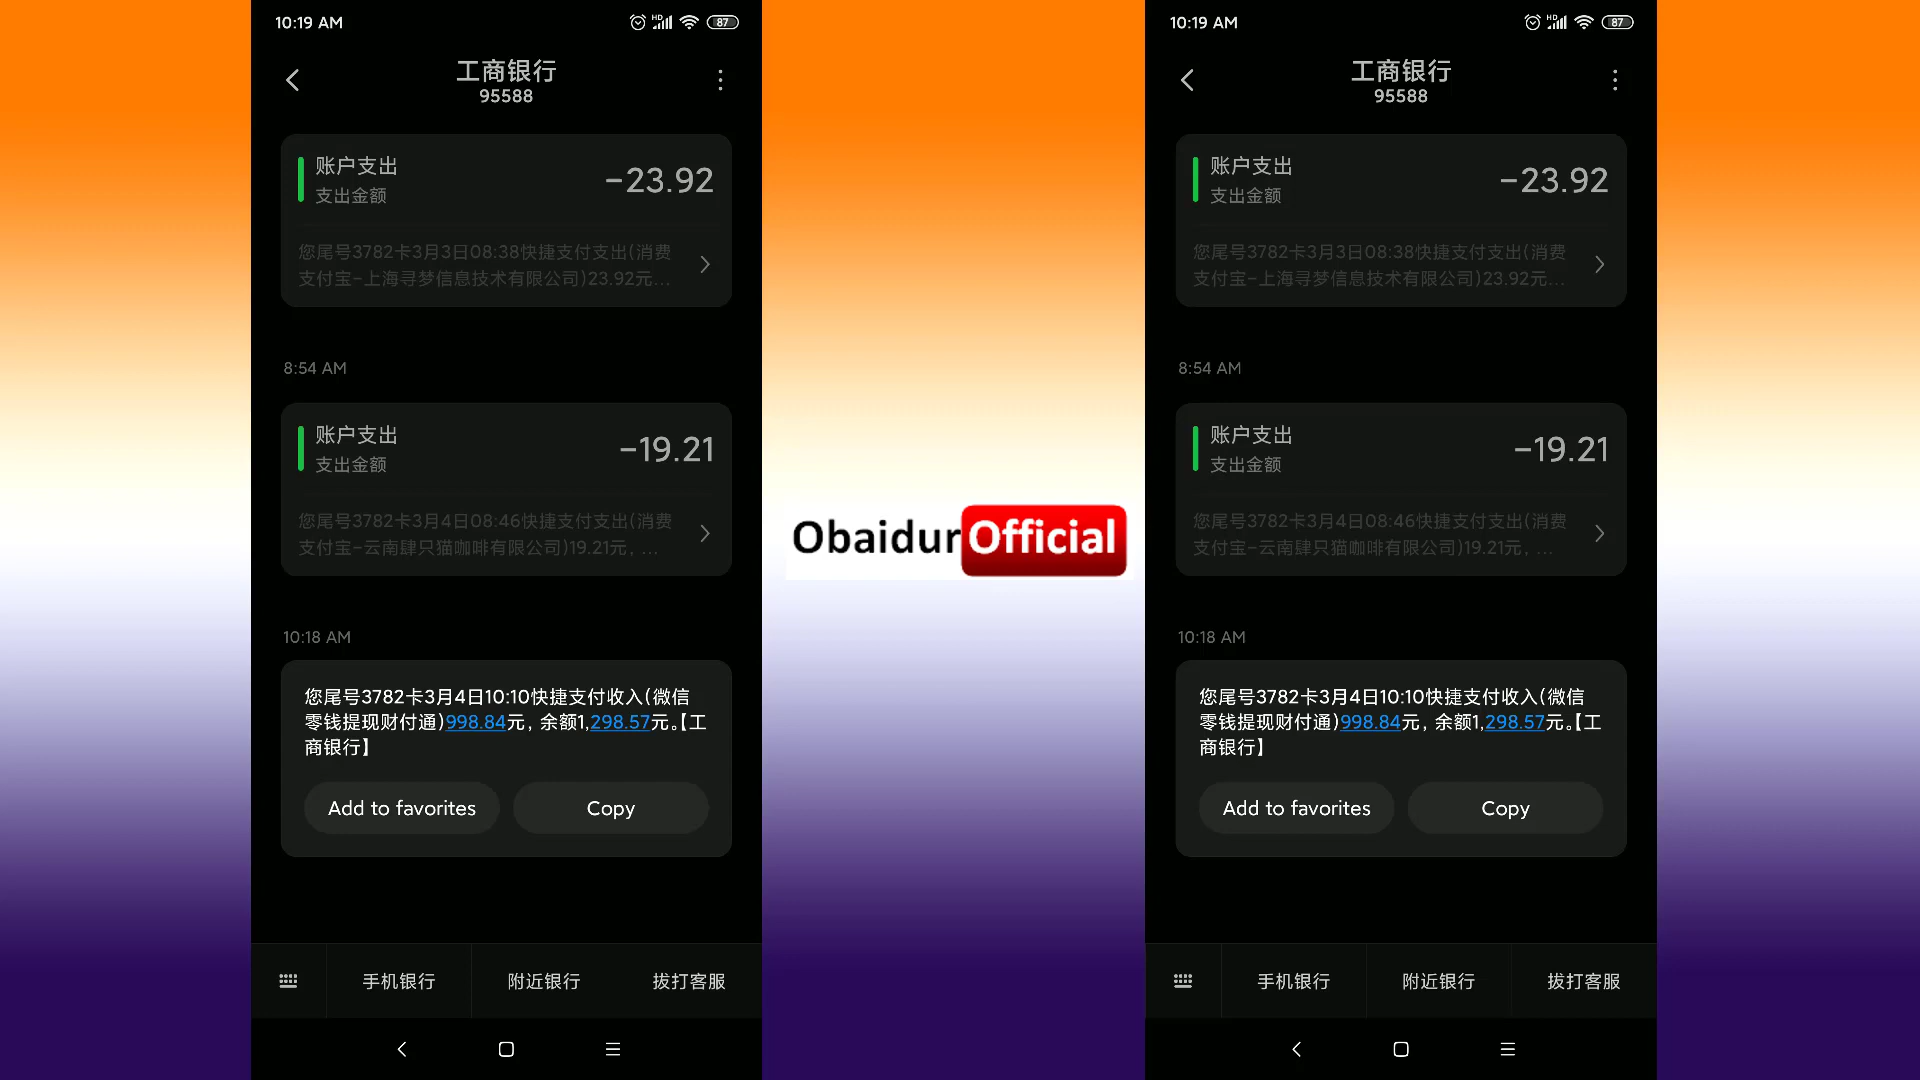 10:19 AM
HD
87
工商银行
95588
账户支出
支出金额
-23.92
您尾号3782卡3月3日08:38快捷支付支出(消费
支付宝-上海寻梦信息技术有限公司)23.92元...
8:54 AM
账户支出
支出金额
-19.21
您尾号3782卡3月4日08:46快捷支付支出(消费
支付宝-云南肆只猫咖啡有限公司)19.21元, ...
10:18 AM
您尾号3782卡3月4日10:10快捷支付收入(微信
零钱提现财付通)998.84元, 余额1,298.57元。【工
商银行】
Add to favorites
Copy
手机银行
附近银行
拔打客服
Obaidur Official
10:19 AM
HD
87
工商银行
95588
账户支出
支出金额
-23.92
您尾号3782卡3月3日08:38快捷支付支出(消费
支付宝-上海寻梦信息技术有限公司)23.92元...
8:54 AM
账户支出
支出金额
-19.21
您尾号3782卡3月4日08:46快捷支付支出(消费
支付宝-云南肆只猫咖啡有限公司)19.21元, ...
10:18 AM
您尾号3782卡3月4日10:10快捷支付收入(微信
零钱提现财付通)998.84元, 余额1,298.57元。【工
商银行】
Add to favorites
Copy
手机银行
附近银行
拔打客服